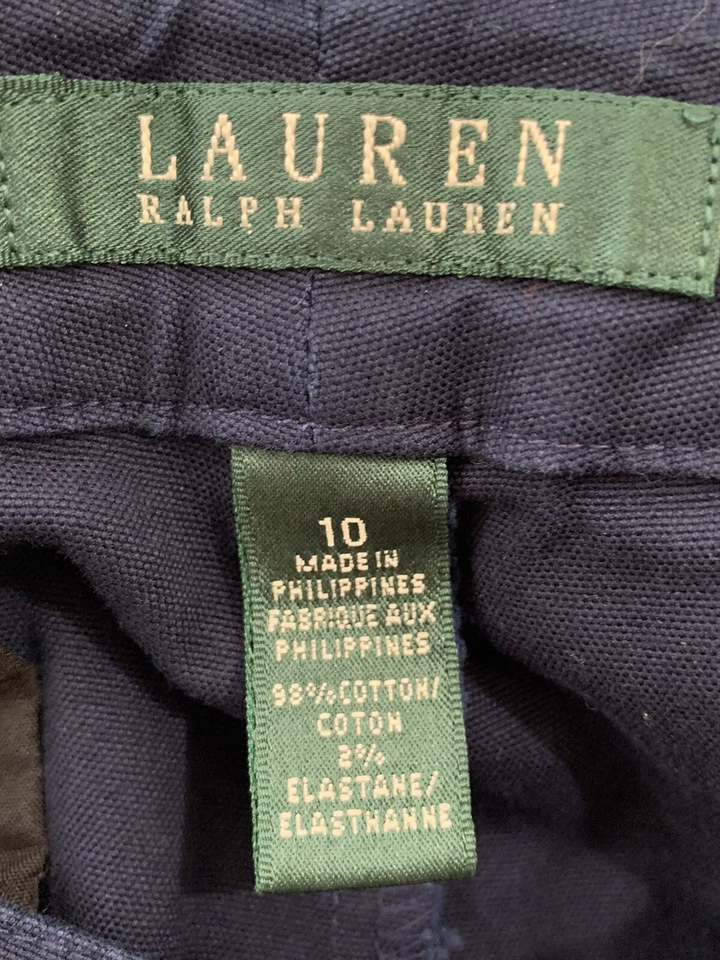 LAUREN
RALPH LAUREN
10
MADE IN
PHILIPPINES
FABRIQUE AUX
PHILIPPINES
98%COTTON/
COTON
2%
ELASTANE/
ELASTHANNE